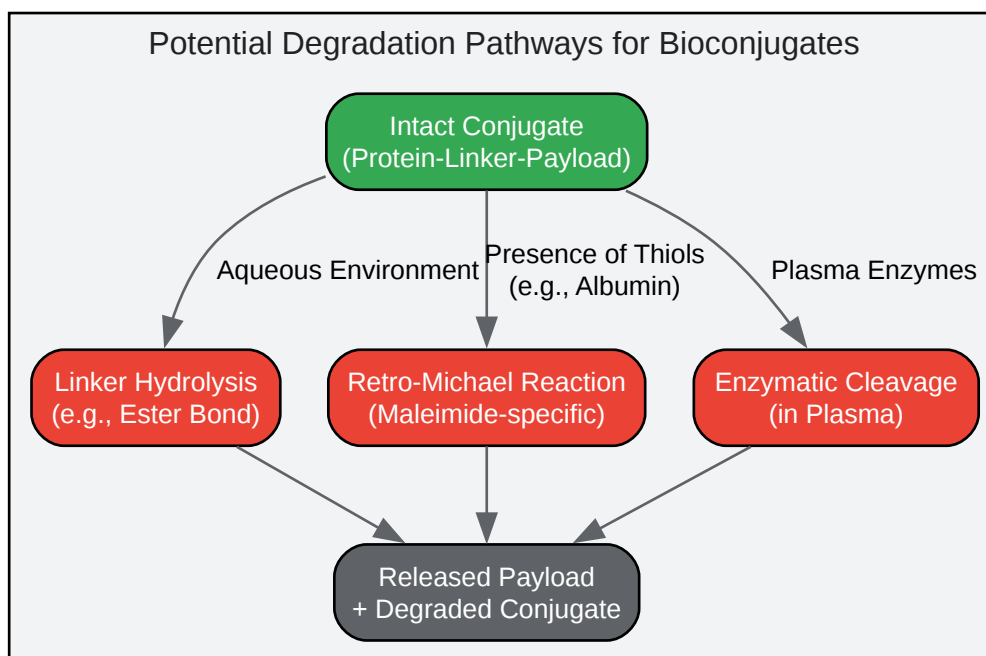 Potential Degradation Pathways for Bioconjugates
Intact Conjugate
(Protein-Linker-Payload)
Aqueous Environment
Presence of Thiols
(e.g., Albumin)
Plasma Enzymes
Linker Hydrolysis
(e.g., Ester Bond)
Retro-Michael Reaction
(Maleimide-specific)
Enzymatic Cleavage
(in Plasma)
Released Payload
+ Degraded Conjugate